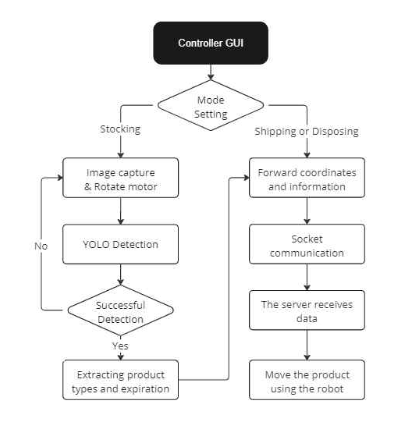 Controller GUI
Mode
Setting
Stocking
Shipping or Disposing
Image capture
& Rotate motor
Forward coordinates
and information
No
YOLO Detection
Socket
communication
Successful
Detection
The server receives
data
Yes
Extracting product
types and expiration
Move the product
using the robot